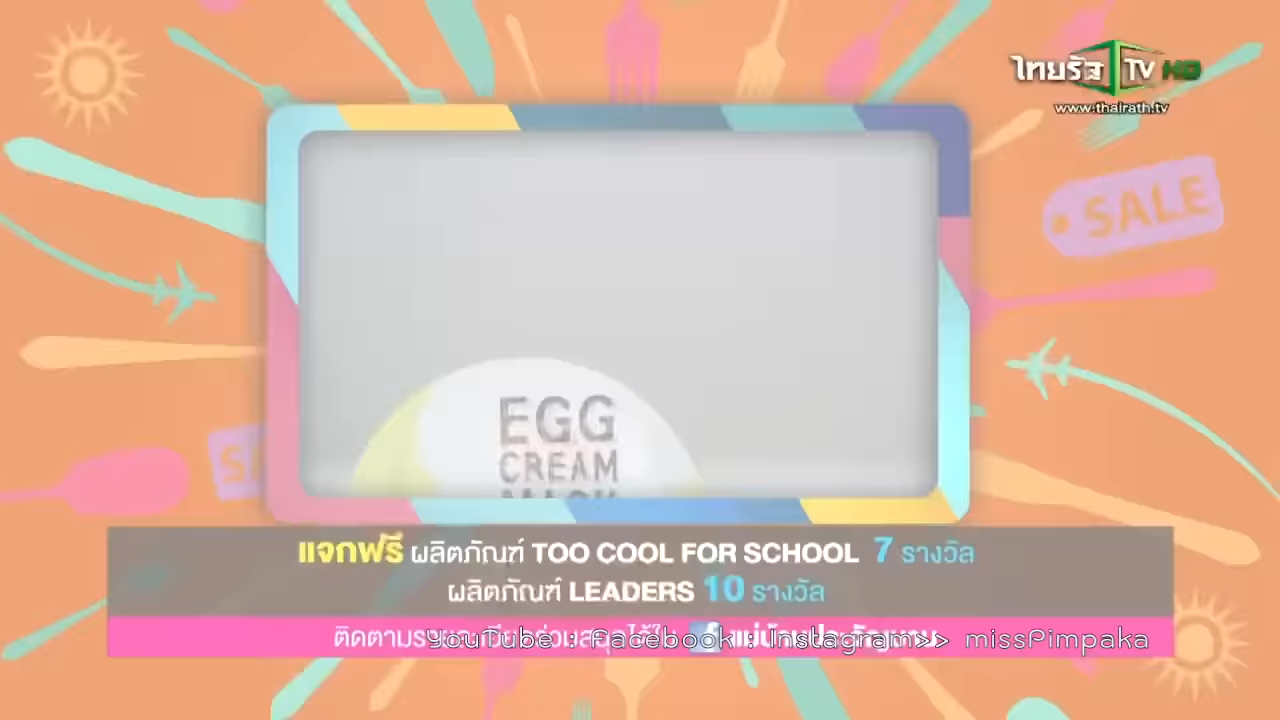 ไทยรัฐ TV HD
www.thairath.tv
SALE
EGG
CREAM
MASK
แจกฟรี ผลิตภัณฑ์ TOO COOL FOR SCHOOL 7 รางวัล
ผลิตภัณฑ์ LEADERS 10 รางวัล
YouTube : Facebook : Instagram>> missPimpaka